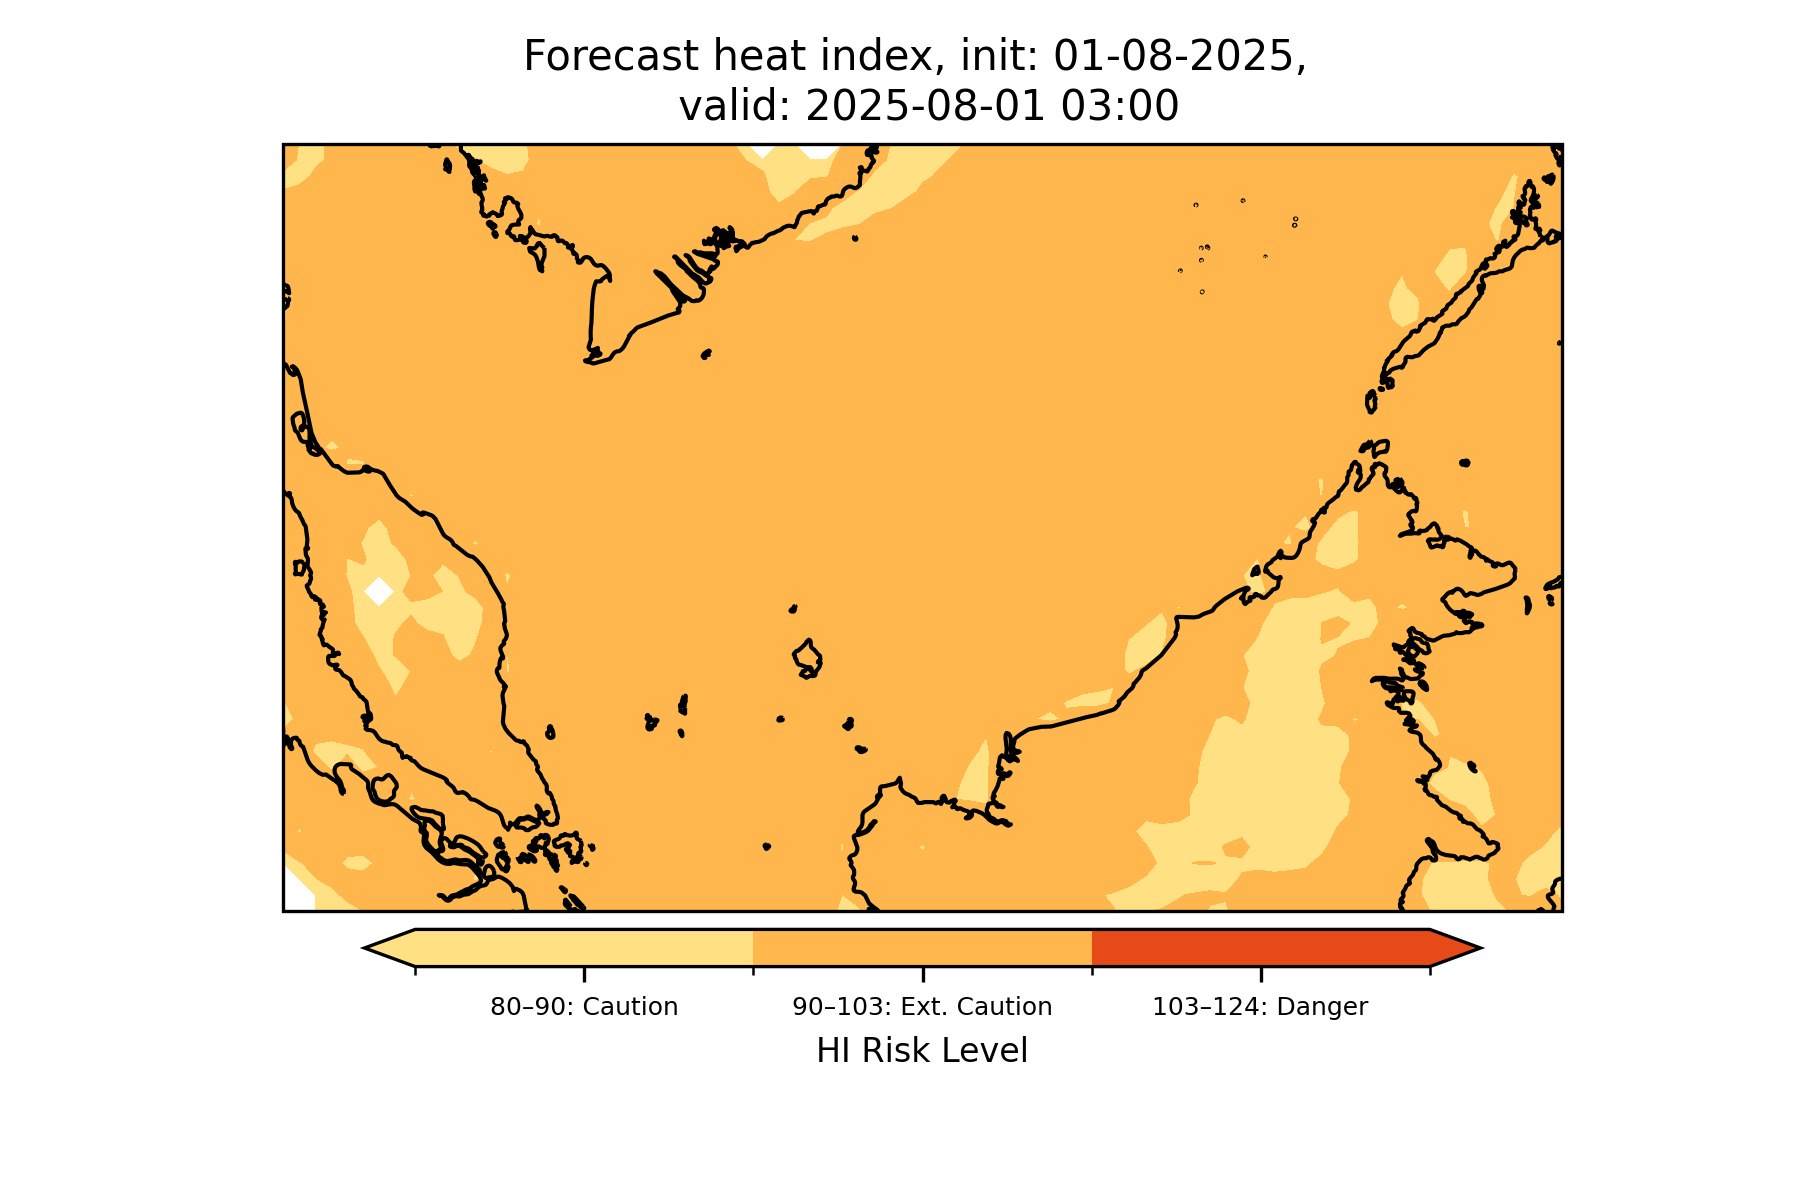 Forecast heat index, init: 01-08-2025,
valid: 2025-08-01 03:00
80–90: Caution
90–103: Ext. Caution
103–124: Danger
HI Risk Level